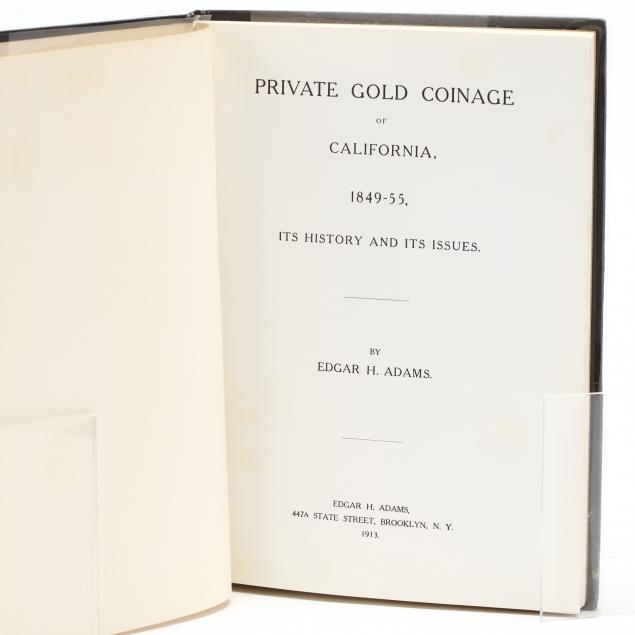 PRIVATE GOLD COINAGE
OF
CALIFORNIA,
1849-55,
ITS HISTORY AND ITS ISSUES.
BY
EDGAR H. ADAMS.
EDGAR H. ADAMS,
447A STATE STREET, BROOKLYN, N. Y.
1913.